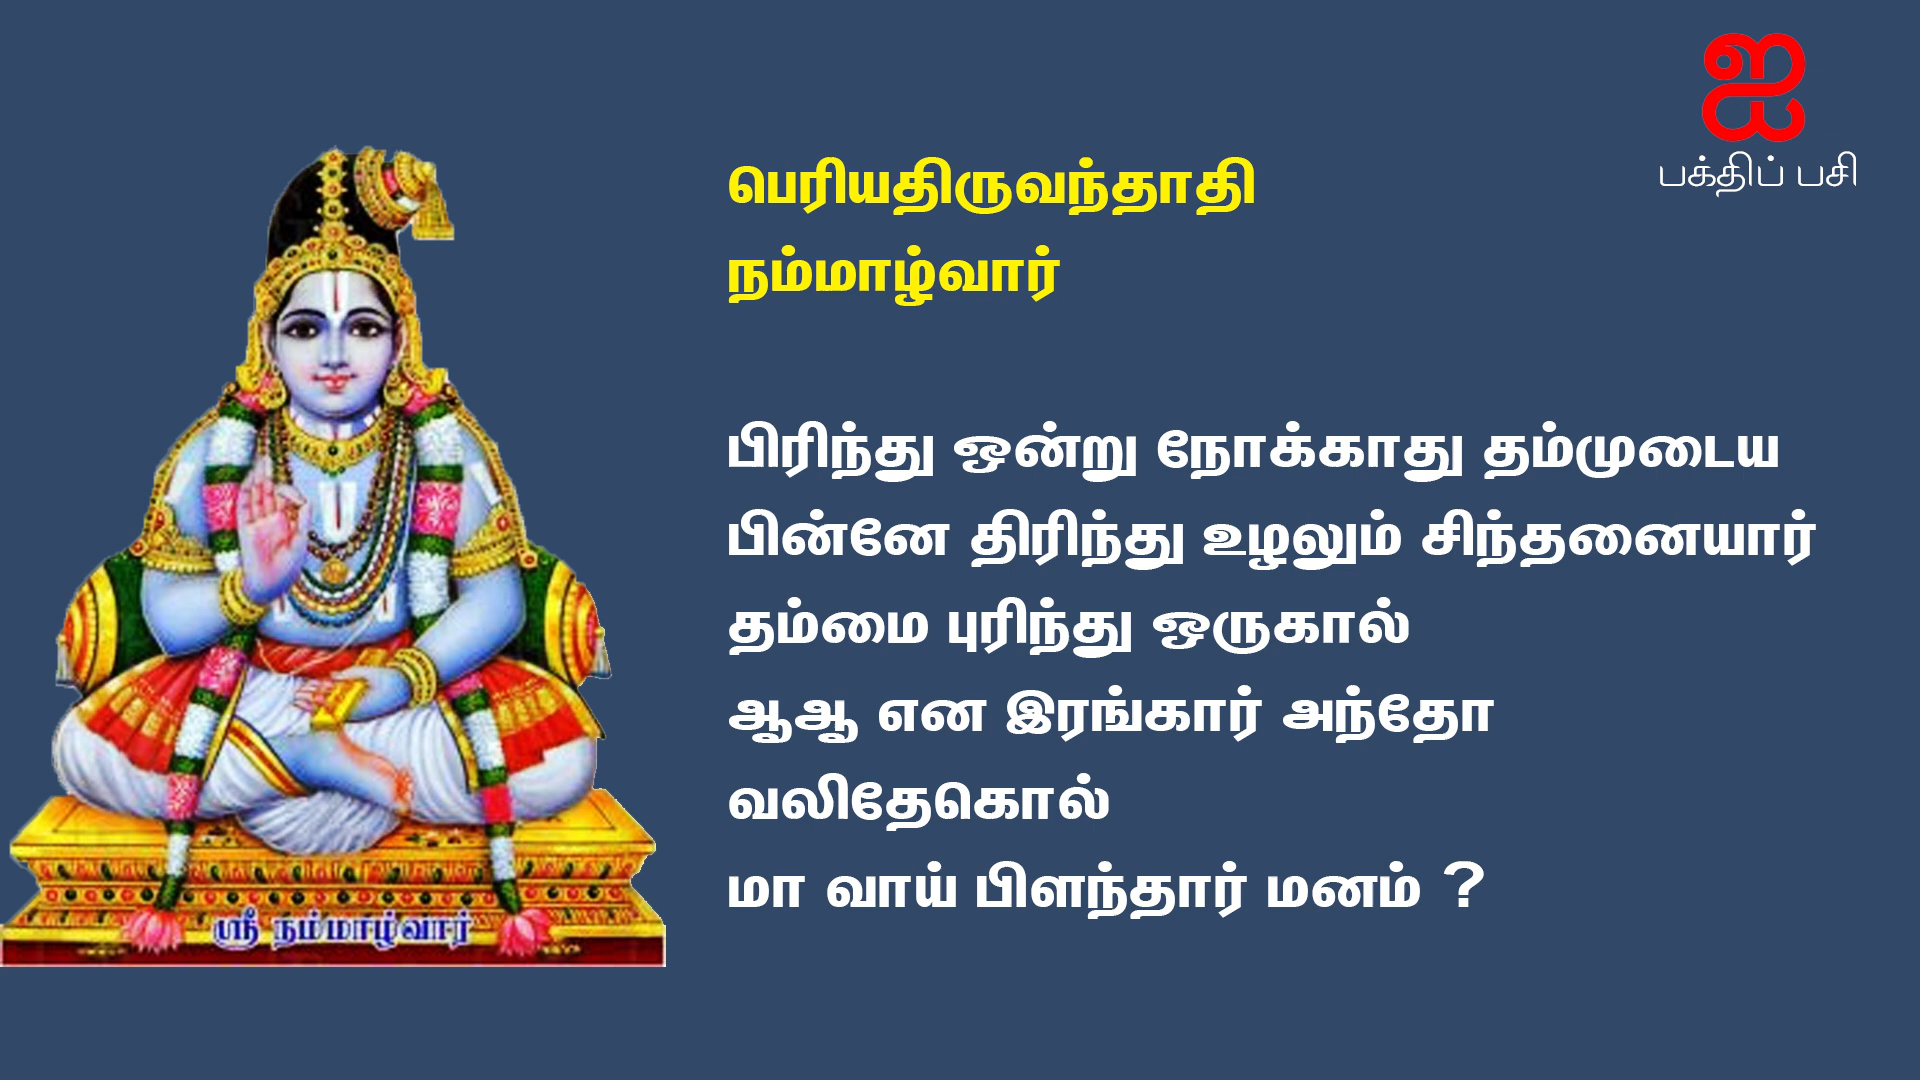 ஐ
பக்திப் பசி
பெரியதிருவந்தாதி
நம்மாழ்வார்
பிரிந்து ஒன்று நோக்காது தம்முடைய
பின்னே திரிந்து உழலும் சிந்தனையார்
தம்மை புரிந்து ஒருகால்
ஆஆ என இரங்கார் அந்தோ
வலிதேகொல்
மா வாய் பிளந்தார் மனம் ?
ஸ்ரீ நம்மாழ்வார்